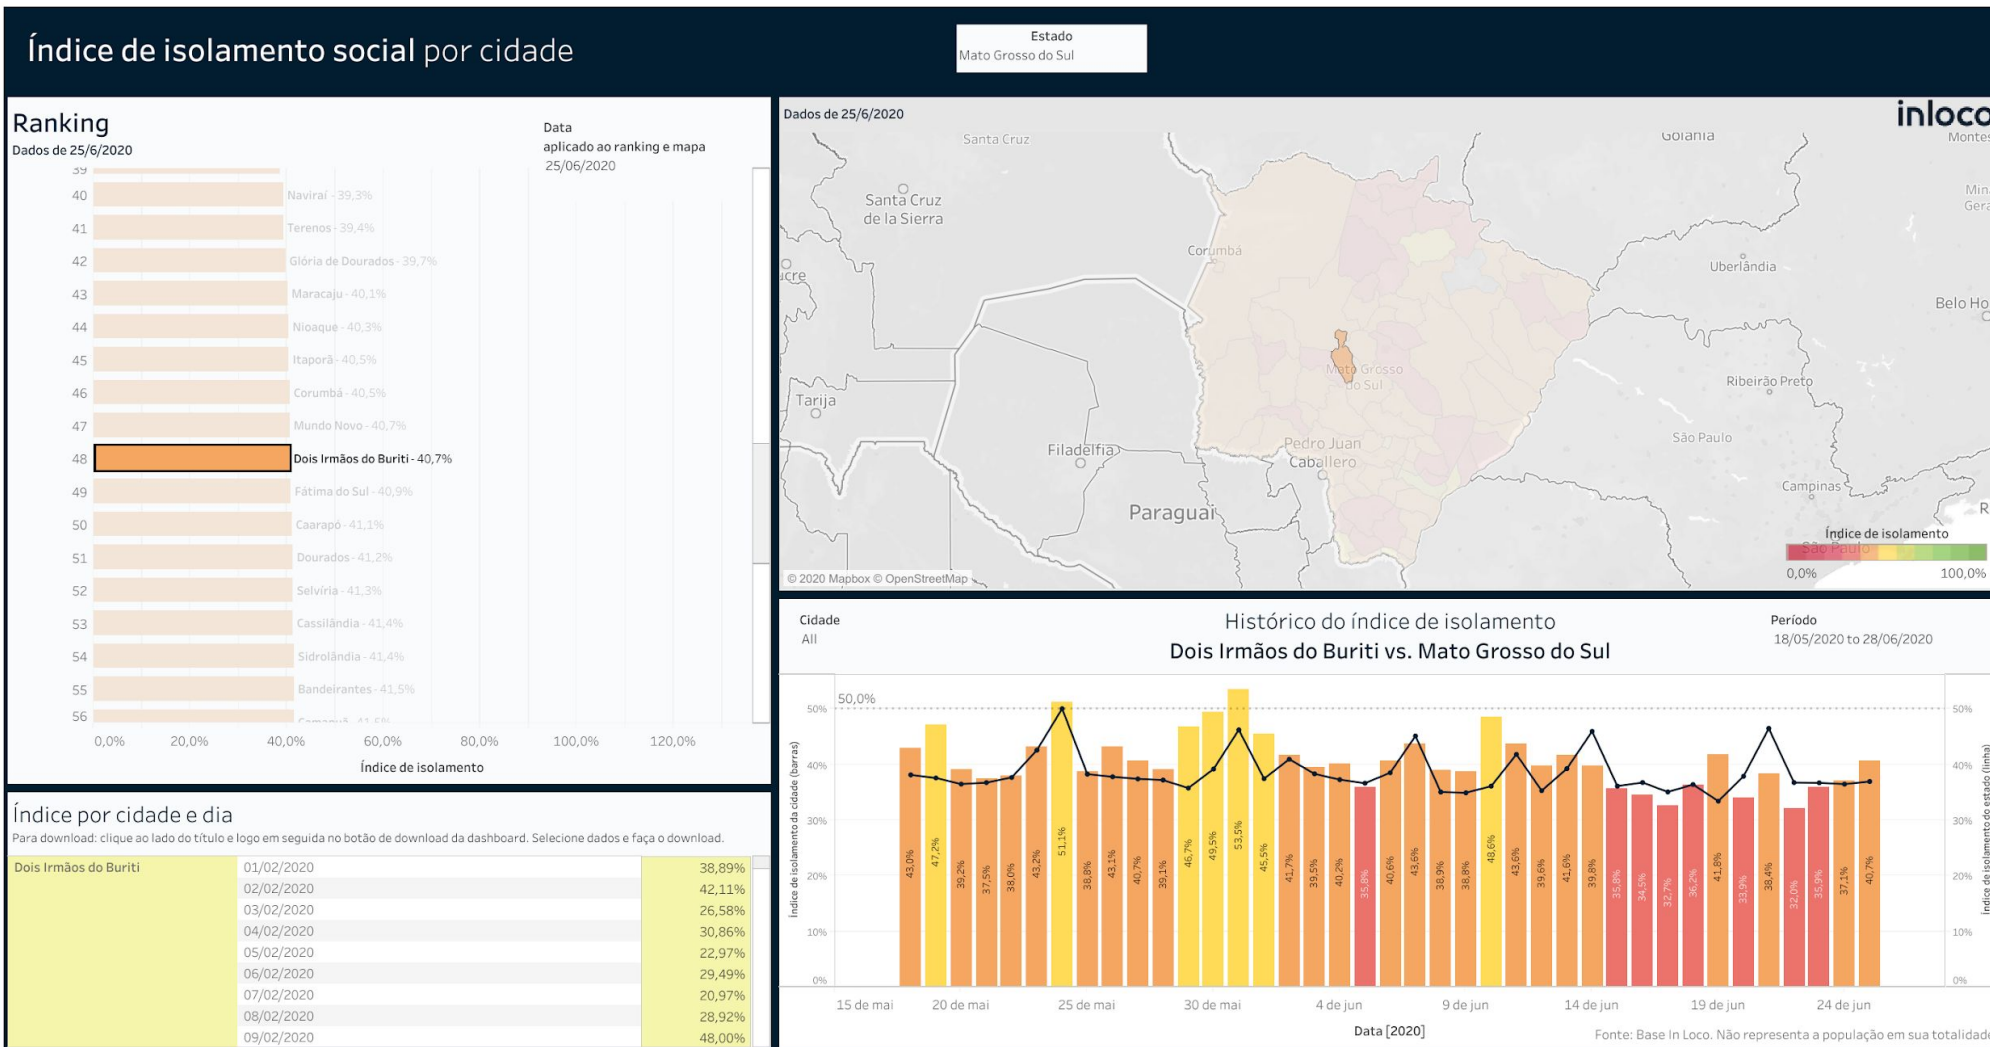 Índice de isolamento social por cidade
Estado
Mato Grosso do Sul
Ranking
Dados de 25/6/2020
Data
aplicado ao ranking e mapa
25/06/2020
39
40 Naviraí - 39,3%
41 Terenos - 39,4%
42 Glória de Dourados - 39,7%
43 Maracaju - 40,1%
44 Nioaque - 40,3%
45 Itaporã - 40,5%
46 Corumbá - 40,5%
47 Mundo Novo - 40,7%
48 Dois Irmãos do Buriti - 40,7%
49 Fátima do Sul - 40,9%
50 Caarapó - 41,1%
51 Dourados - 41,2%
52 Selvíria - 41,3%
53 Cassilândia - 41,4%
54 Sidrolândia - 41,4%
55 Bandeirantes - 41,5%
56
0,0% 20,0% 40,0% 60,0% 80,0% 100,0% 120,0%
Índice de isolamento
Índice por cidade e dia
Para download: clique ao lado do título e logo em seguida no botão de download da dashboard. Selecione dados e faça o download.
Dois Irmãos do Buriti 01/02/2020 38,89%
02/02/2020 42,11%
03/02/2020 26,58%
04/02/2020 30,86%
05/02/2020 22,97%
06/02/2020 29,49%
07/02/2020 20,97%
08/02/2020 28,92%
09/02/2020 48,00%
Dados de 25/6/2020
inloco
Santa Cruz
Goiânia
Montes
Santa Cruz
de la Sierra
Min
Gera
Corumbá
Uberlândia
ucre
Belo Ho
Mato Grosso
do Sul
Ribeirão Preto
Tarija
São Paulo
Pedro Juan
Caballero
Filadélfia
Campinas
Paraguai
R
Índice de isolamento
São Paulo
0,0% 100,0%
© 2020 Mapbox © OpenStreetMap
Cidade
All
Histórico do índice de isolamento
Dois Irmãos do Buriti vs. Mato Grosso do Sul
Período
18/05/2020 to 28/06/2020
50,0%
Índice de isolamento da cidade (barras)
50%
40%
30%
20%
10%
0%
43,0% 47,2% 39,2% 37,5% 38,0% 43,2% 51,1% 38,8% 43,1% 40,7% 39,1% 46,7% 49,5% 53,5% 45,5% 41,7% 39,5% 40,2% 35,8% 40,6% 43,6% 38,9% 38,8% 48,6% 43,6% 39,6% 41,6% 39,8% 35,8% 34,5% 32,7% 36,2% 41,8% 33,9% 38,4% 32,0% 35,9% 37,1% 40,7%
50%
40%
30%
20%
10%
0%
Índice de isolamento do estado (linha)
15 de mai 20 de mai 25 de mai 30 de mai 4 de jun 9 de jun 14 de jun 19 de jun 24 de jun
Data [2020]
Fonte: Base In Loco. Não representa a população em sua totalidade